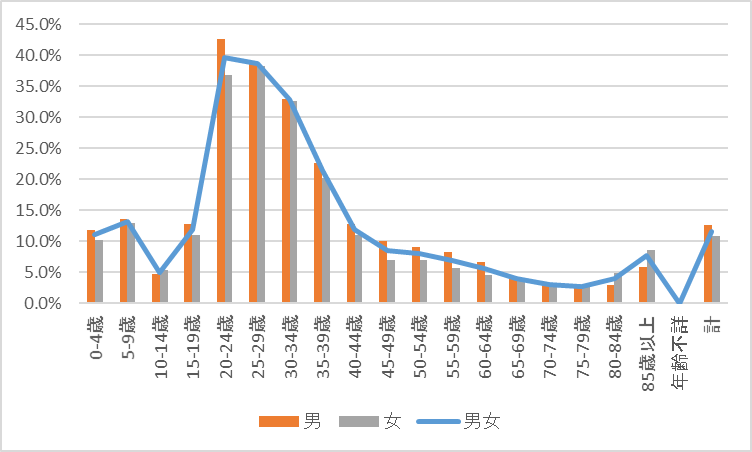 45.0%
40.0%
35.0%
30.0%
25.0%
20.0%
15.0%
10.0%
5.0%
0.0%
0-4歳
5-9歳
10-14歳
15-19歳
20-24歳
25-29歳
30-34歳
35-39歳
40-44歳
45-49歳
50-54歳
55-59歳
60-64歳
65-69歳
70-74歳
75-79歳
80-84歳
85歳以上
年齢不詳
計
男 女 男女